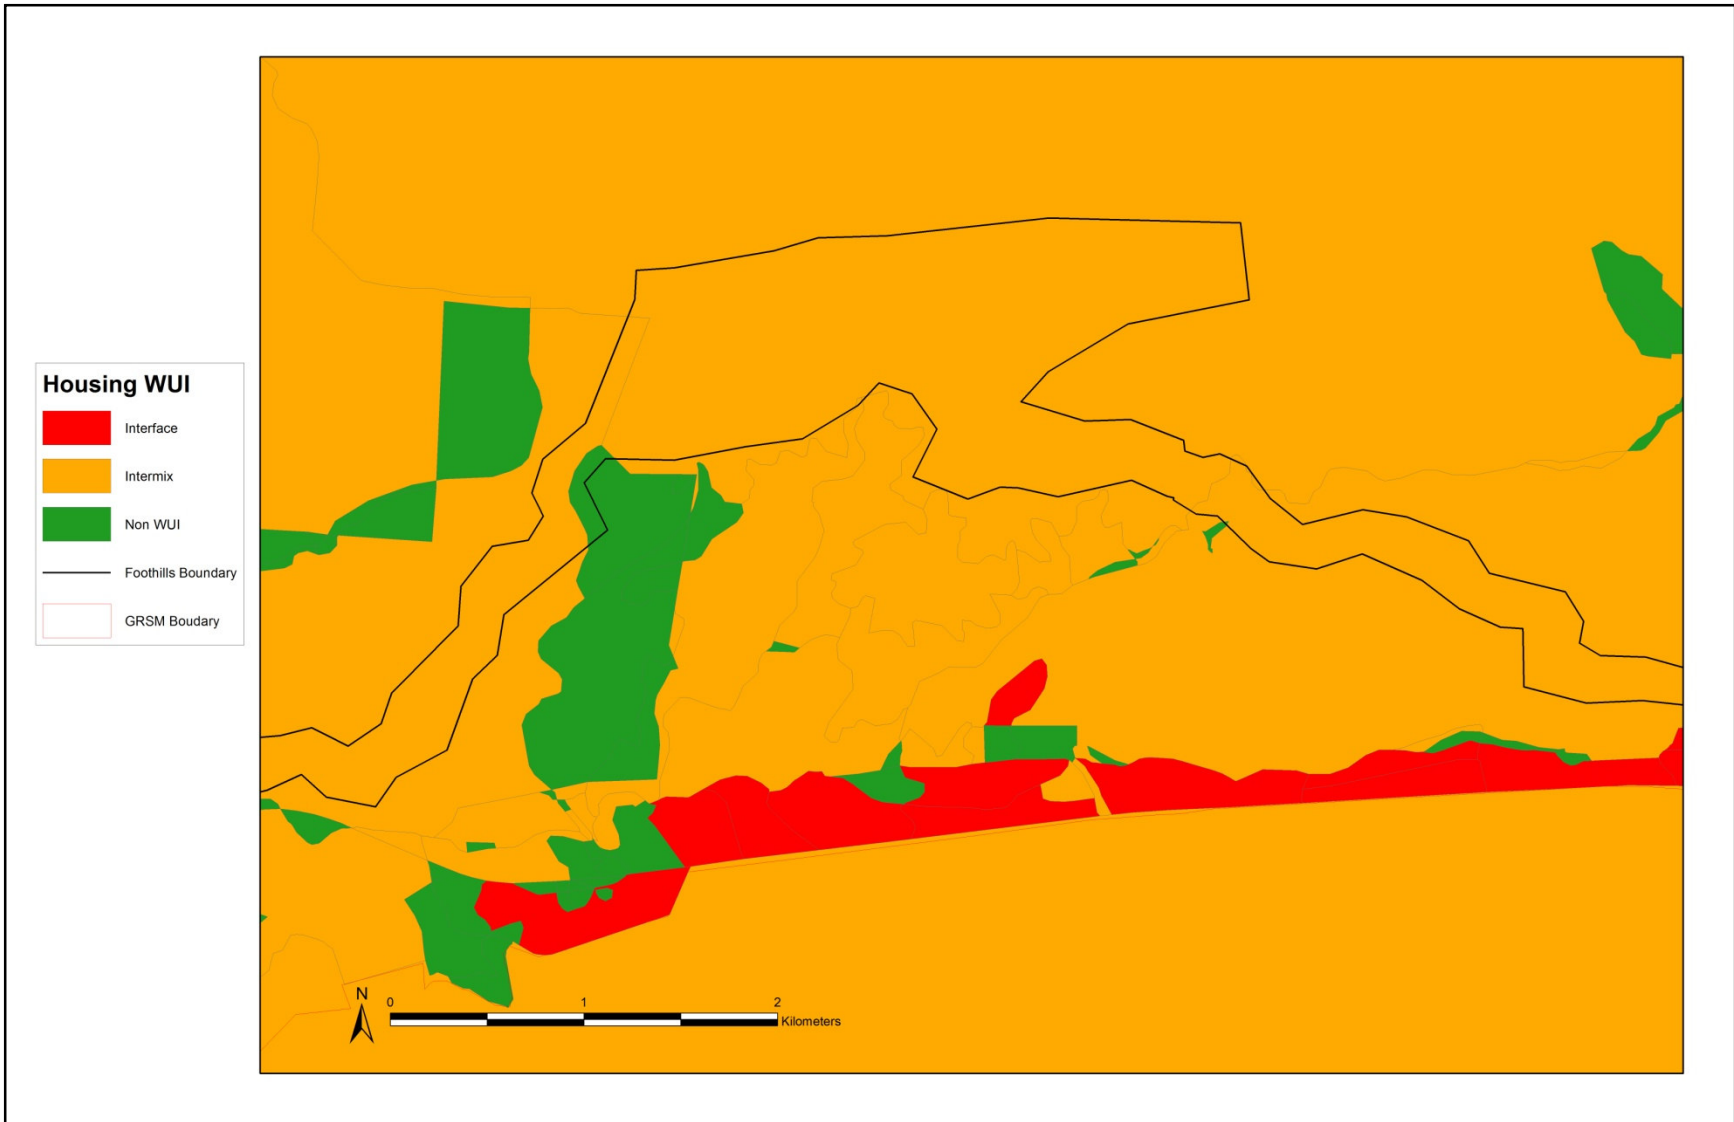 Housing WUI
Interface
Intermix
Non WUI
Foothills Boundary
GRSM Boudary
N
0 1 2
Kilometers